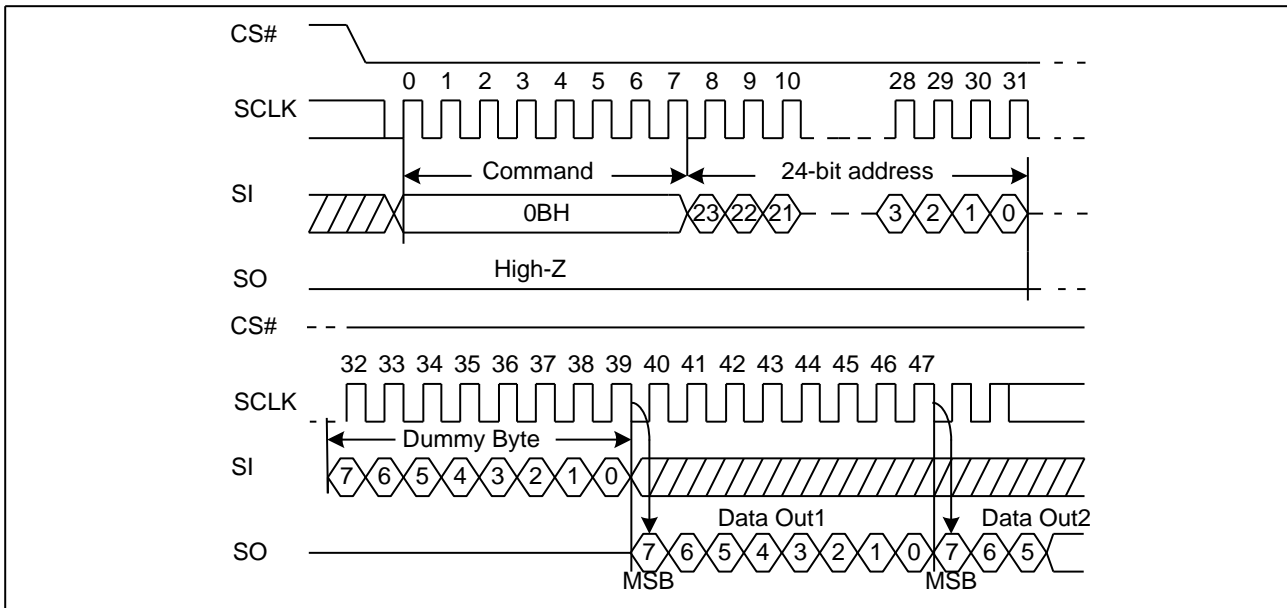 CS#
0 1 2 3 4 5 6 7 8 9 10 28 29 30 31
SCLK
Command 24-bit address
SI
0BH 23 22 21 3 2 1 0
High-Z
SO
CS#
32 33 34 35 36 37 38 39 40 41 42 43 44 45 46 47
SCLK
Dummy Byte
SI
7 6 5 4 3 2 1 0
Data Out1 Data Out2
SO
7 6 5 4 3 2 1 0 7 6 5
MSB MSB